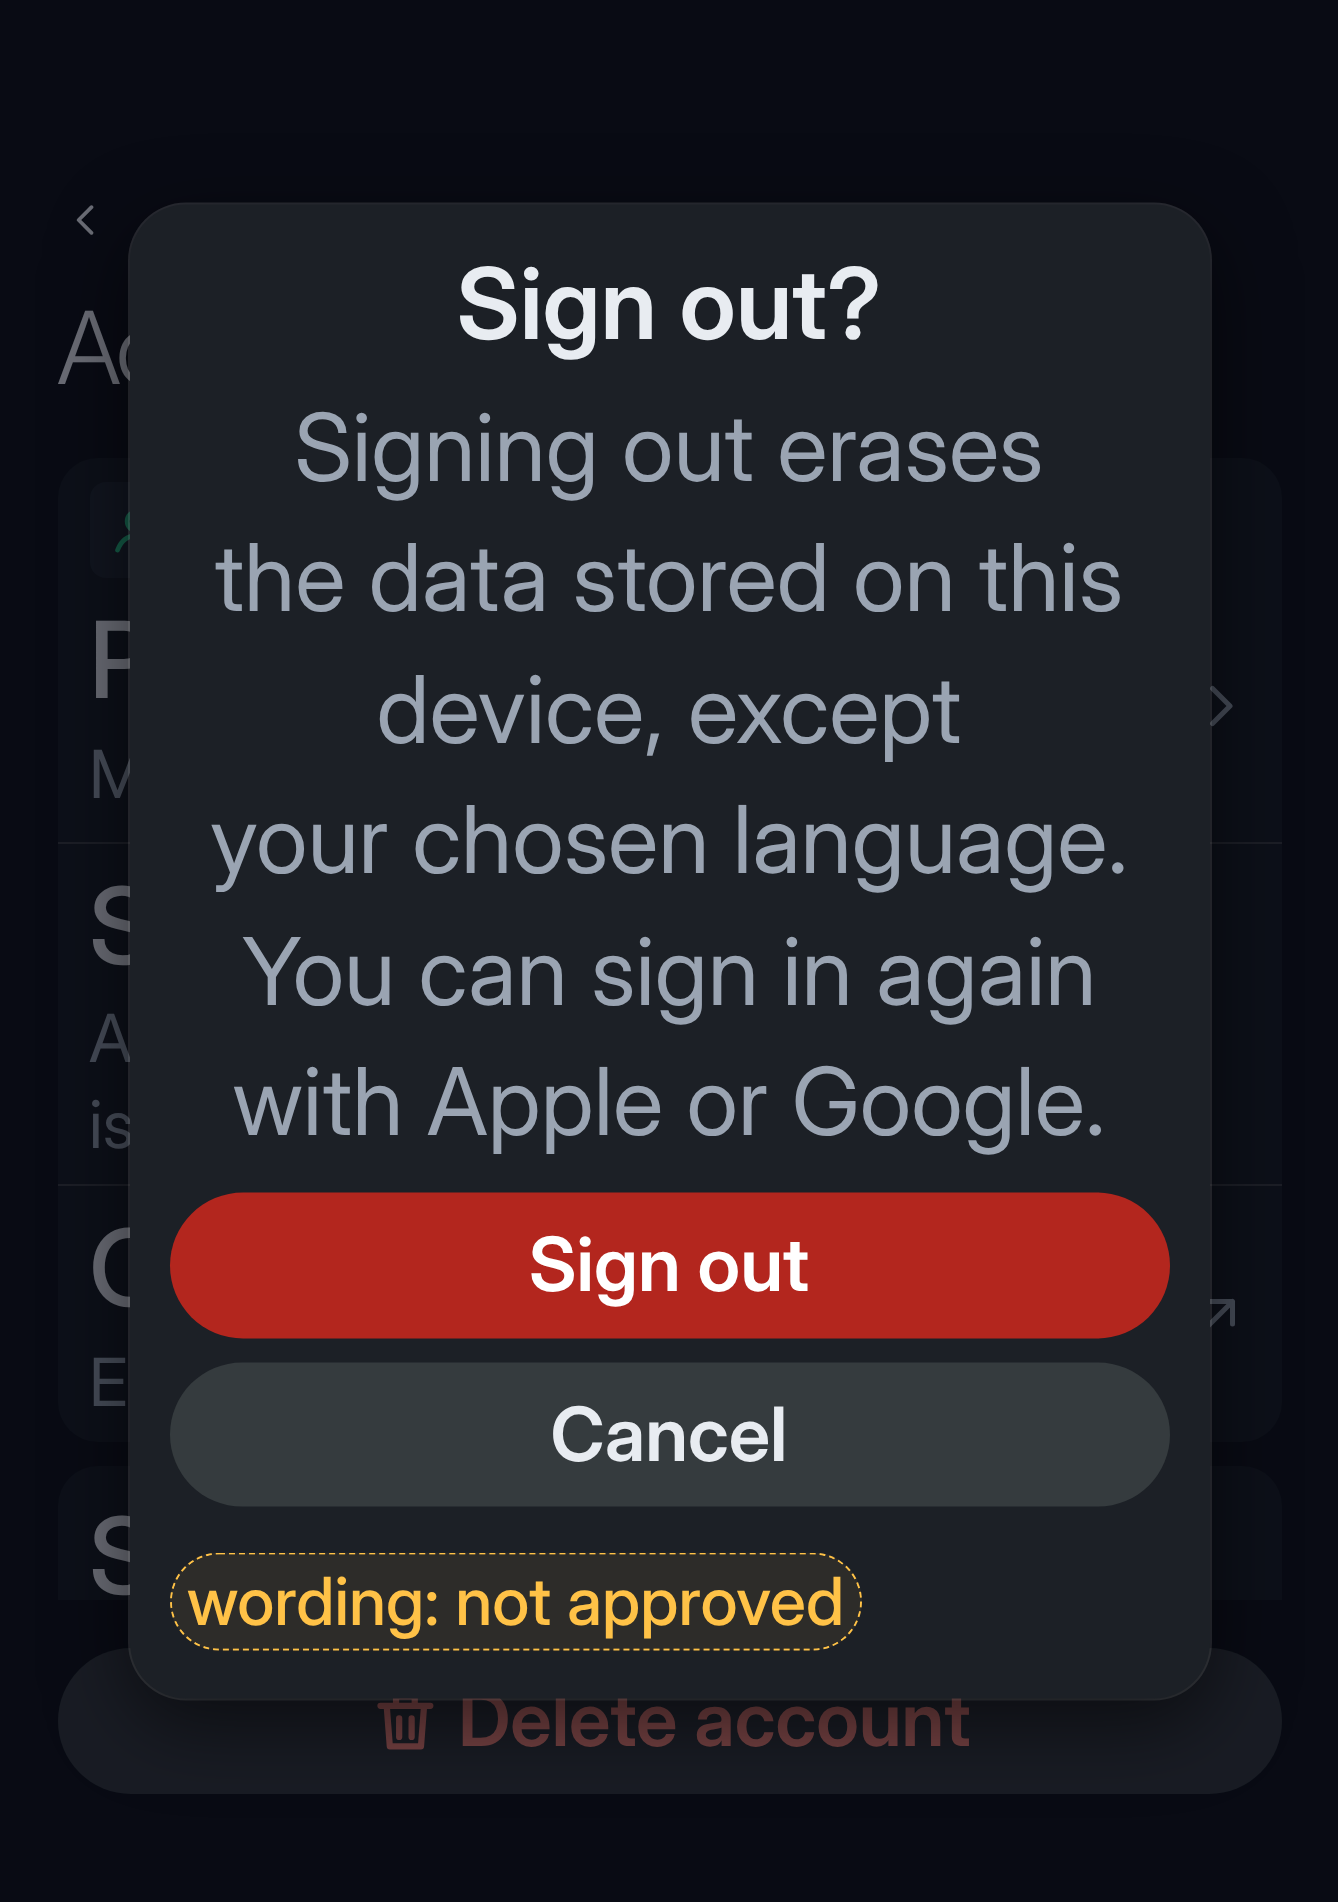 Sign out?
Signing out erases
the data stored on this
device, except
your chosen language.
You can sign in again
with Apple or Google.
Sign out
Cancel
wording: not approved
Delete account